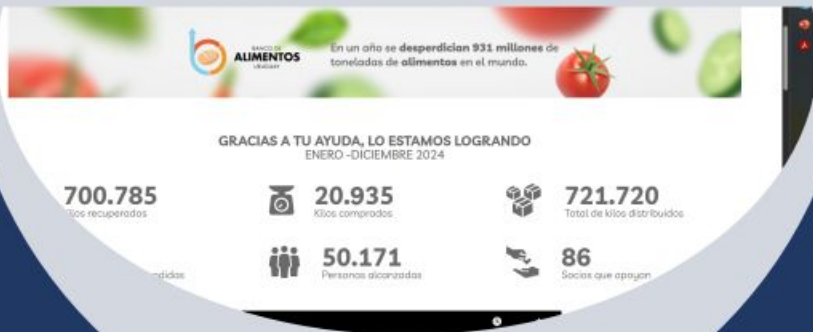 BANCO DE
ALIMENTOS
URUGUAY
En un año se desperdician 931 millones de
toneladas de alimentos en el mundo.
GRACIAS A TU AYUDA, LO ESTAMOS LOGRANDO
ENERO -DICIEMBRE 2024
700.785
recuperados
20.935
Kilos comprados
721.720
Total de kilos distribuidos
50.171
Personas alcanzadas
86
Socios que apoyan